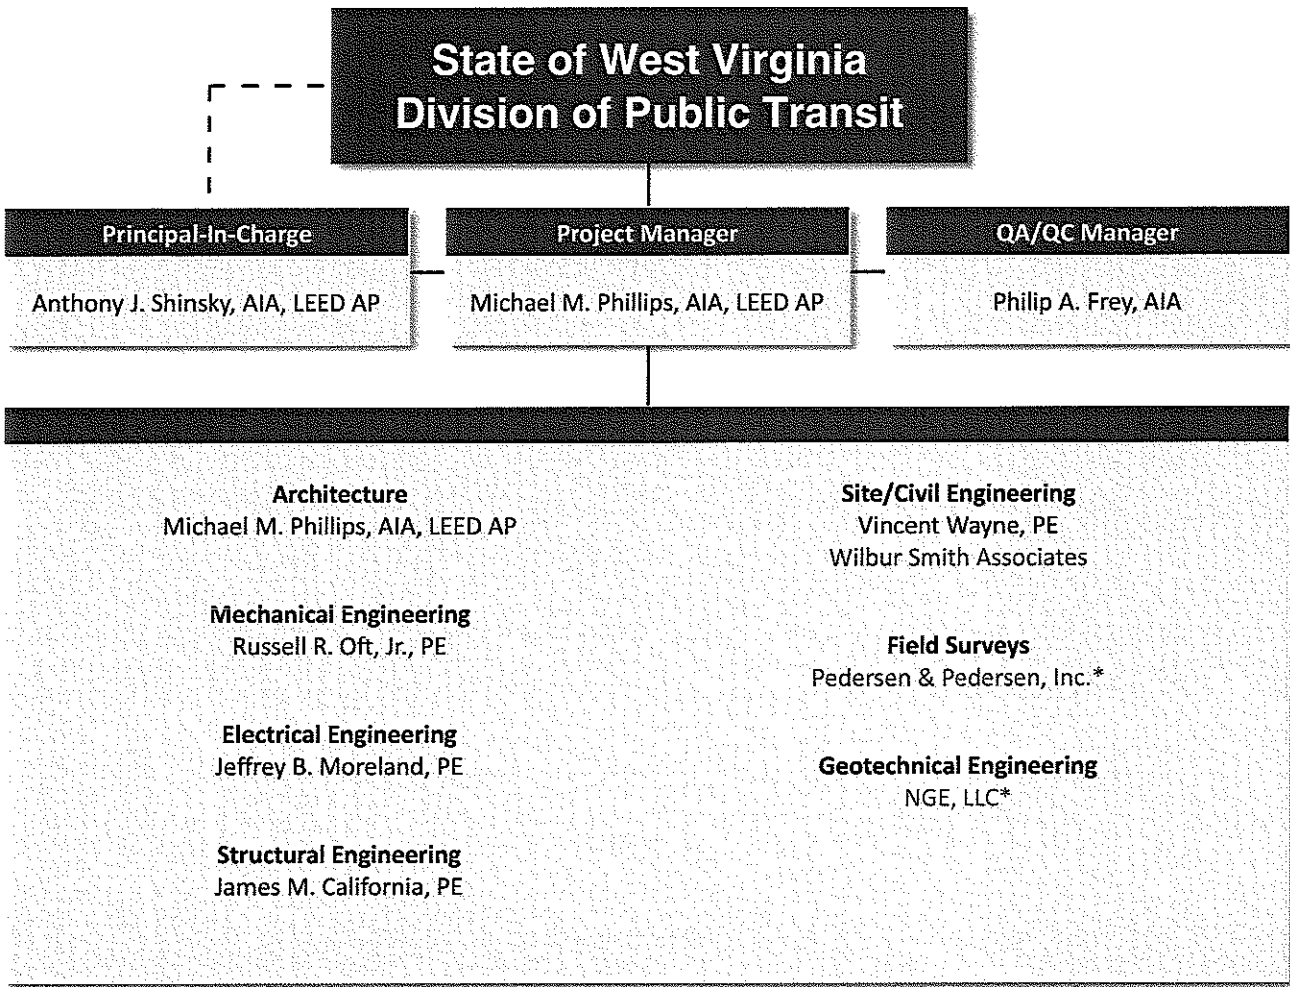 State of West Virginia
Division of Public Transit
Principal-In-Charge
Anthony J. Shinsky, AIA, LEED AP
Project Manager
Michael M. Phillips, AIA, LEED AP
QA/QC Manager
Philip A. Frey, AIA
Architecture
Michael M. Phillips, AIA, LEED AP
Mechanical Engineering
Russell R. Oft, Jr., PE
Electrical Engineering
Jeffrey B. Moreland, PE
Structural Engineering
James M. California, PE
Site/Civil Engineering
Vincent Wayne, PE
Wilbur Smith Associates
Field Surveys
Pedersen & Pedersen, Inc.*
Geotechnical Engineering
NGE, LLC*